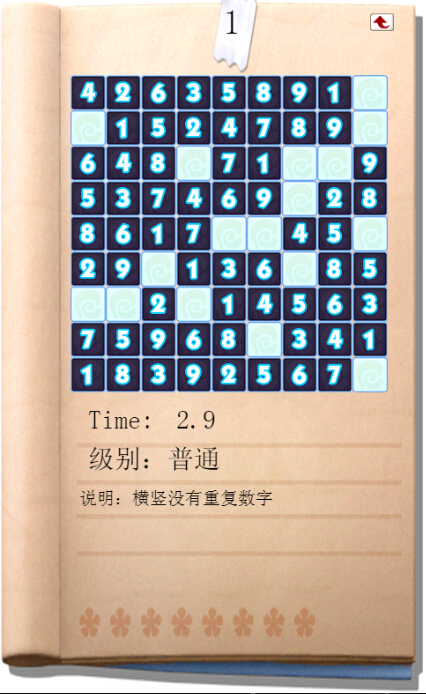 1
4 2 6 3 5 8 9 1
1 5 2 4 7 8 9
6 4 8 7 1 9
5 3 7 4 6 9 2 8
8 6 1 7 4 5
2 9 1 3 6 8 5
2 1 4 5 6 3
7 5 9 6 8 3 4 1
1 8 3 9 2 5 6 7
Time: 2.9
级别：普通
说明：横竖没有重复数字